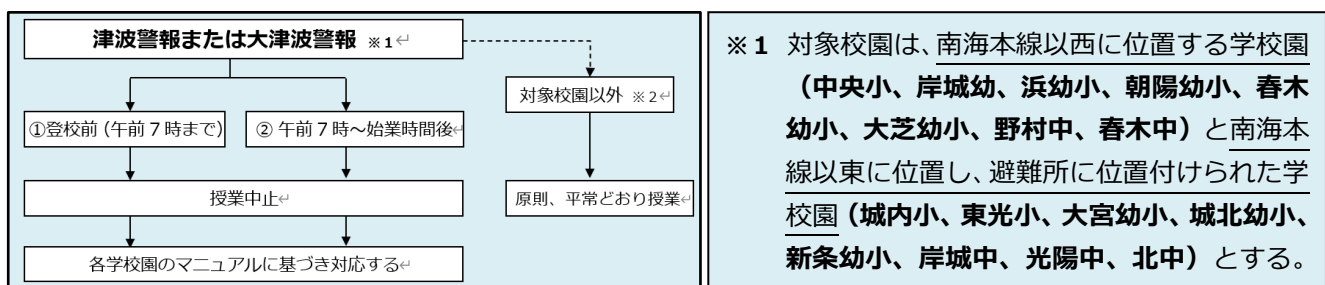 津波警報または大津波警報 ※1↵
対象校園以外 ※2↵
①登校前（午前7時まで）
② 午前7時～始業時間後↵
授業中止↵
原則、平常どおり授業↵
各学校園のマニュアルに基づき対応する↵
※1 対象校園は、南海本線以西に位置する学校園
（中央小、岸城幼、浜幼小、朝陽幼小、春木
幼小、大芝幼小、野村中、春木中）と南海本
線以東に位置し、避難所に位置付けられた学
校園（城内小、東光小、大宮幼小、城北幼小、
新条幼小、岸城中、光陽中、北中）とする。